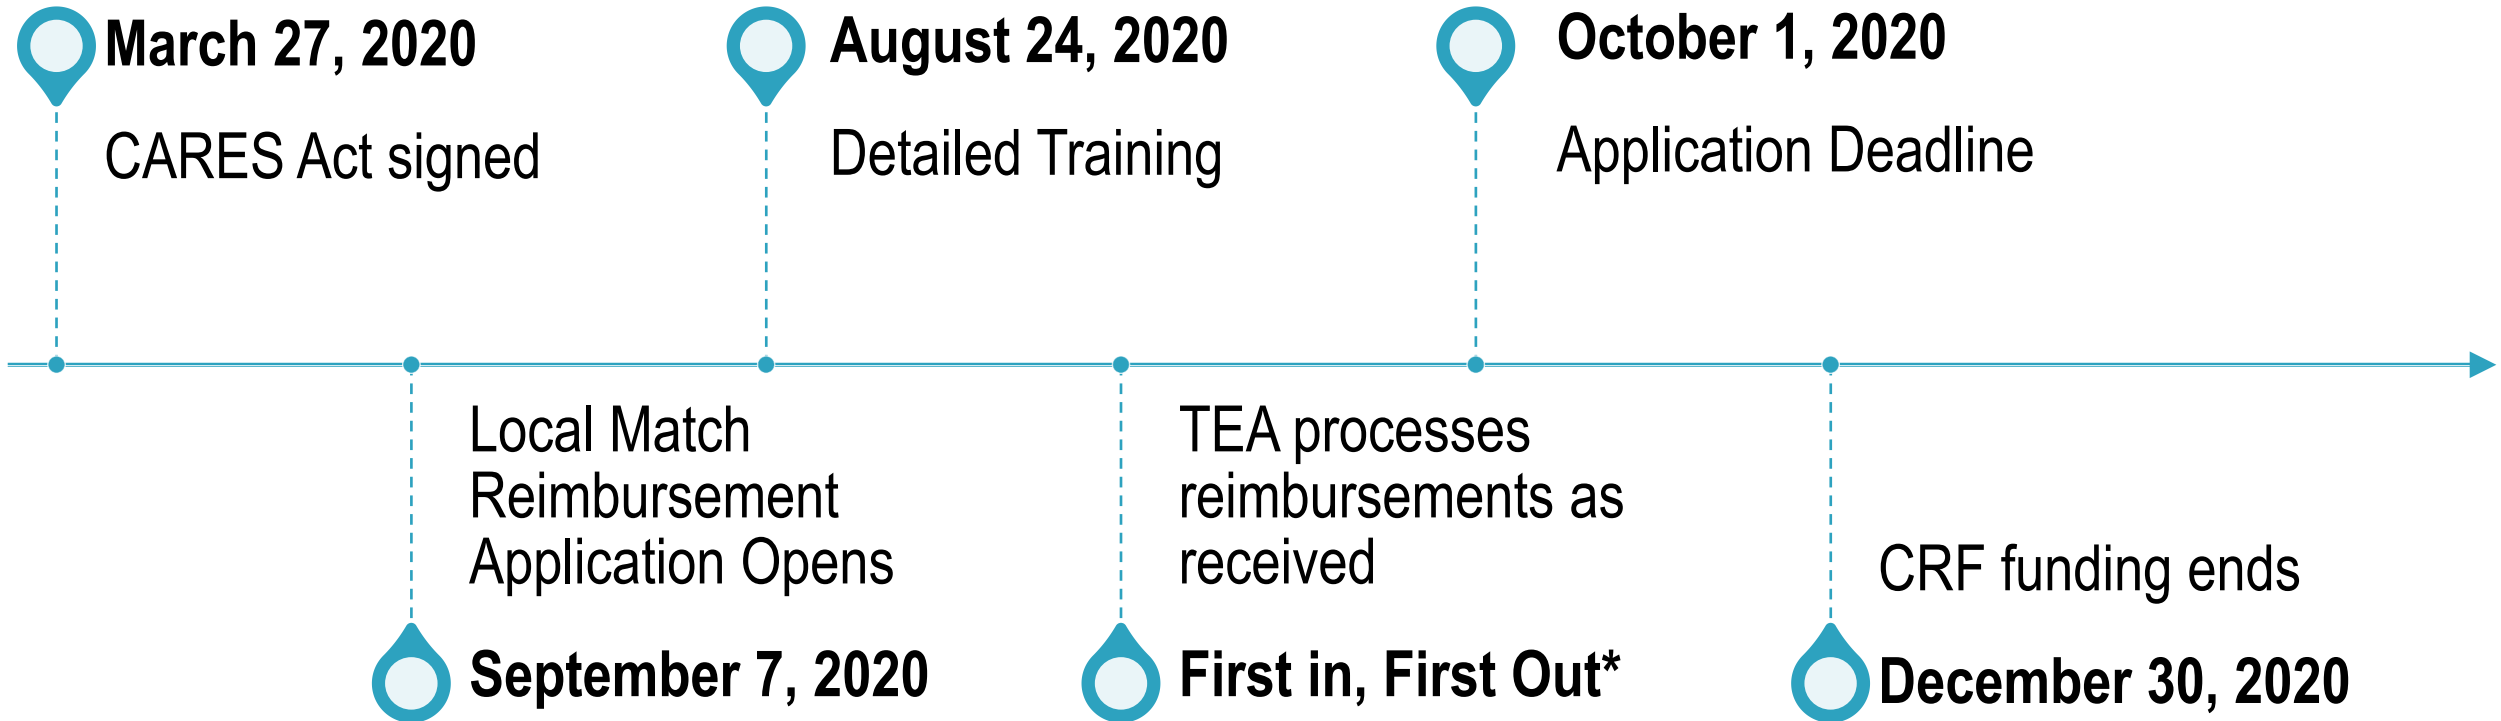 March 27, 2020
CARES Act signed
Local Match
Reimbursement
Application Opens
September 7, 2020
August 24, 2020
Detailed Training
TEA processes
reimbursements as
received
First in, First Out*
October 1, 2020
Application Deadline
CRF funding ends
December 30, 2020